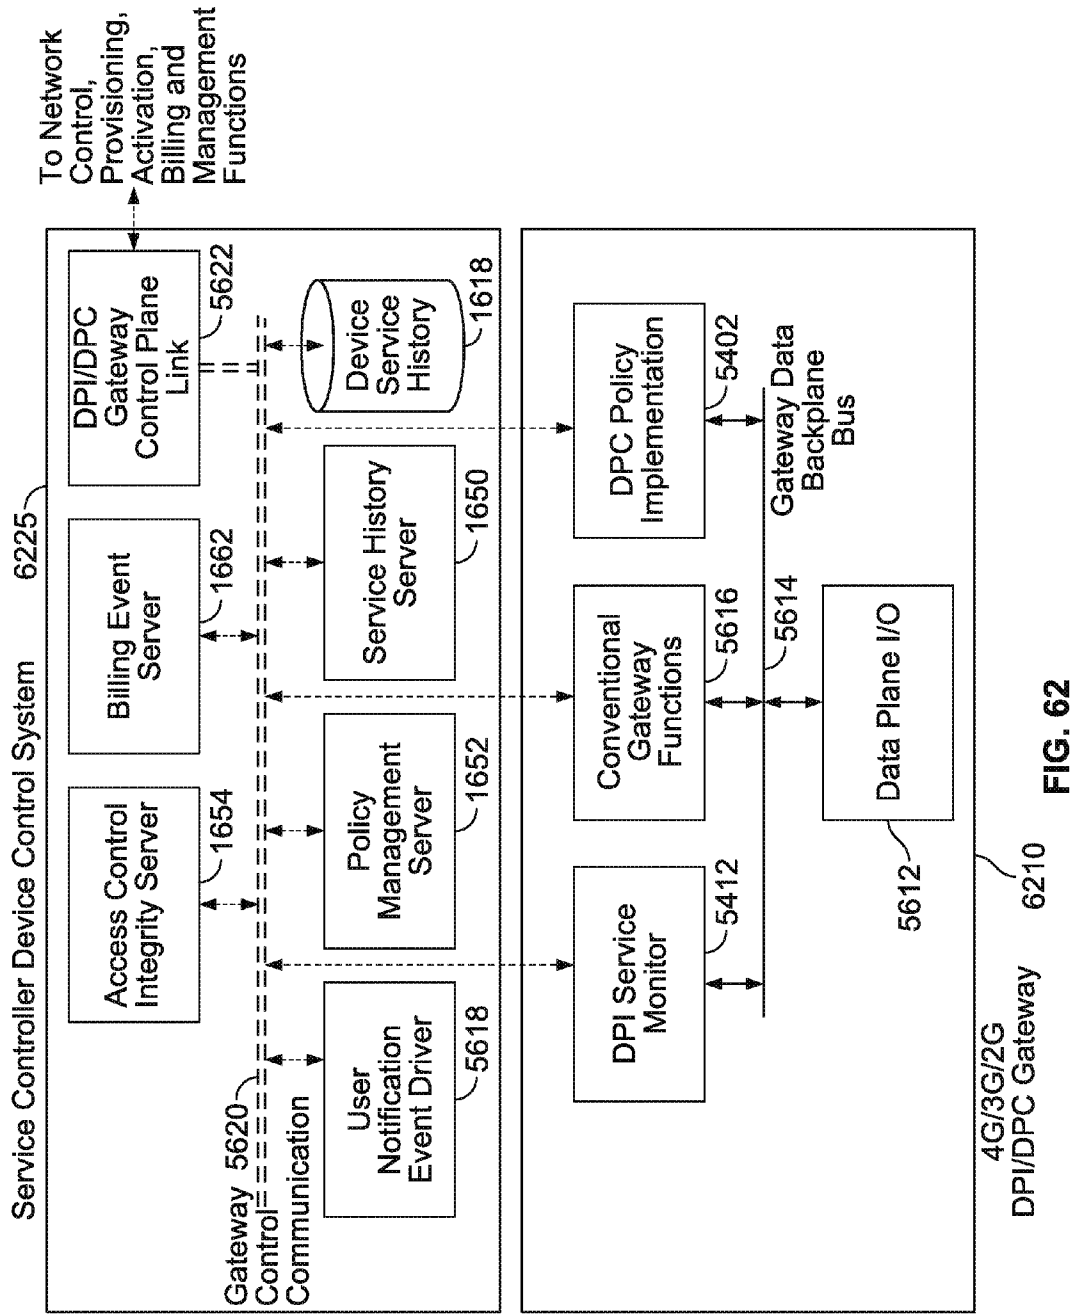 Service Controller Device Control System
6225
To Network
Control,
Provisioning,
Activation,
Billing and
Management
Functions
Access Control
Integrity Server
1654
Billing Event
Server
1662
DPI/DPC
Gateway
Control Plane
Link
5622
Gateway 5620
Control
Communication
User
Notification
Event Driver
5618
Policy
Management
Server
1652
Service History
Server
1650
Device
Service
History
1618
DPI Service
Monitor
5412
Conventional
Gateway
Functions
5616
DPC Policy
Implementation
5402
5614
Gateway Data
Backplane
Bus
Data Plane I/O
5612
6210
4G/3G/2G
DPI/DPC Gateway
FIG. 62